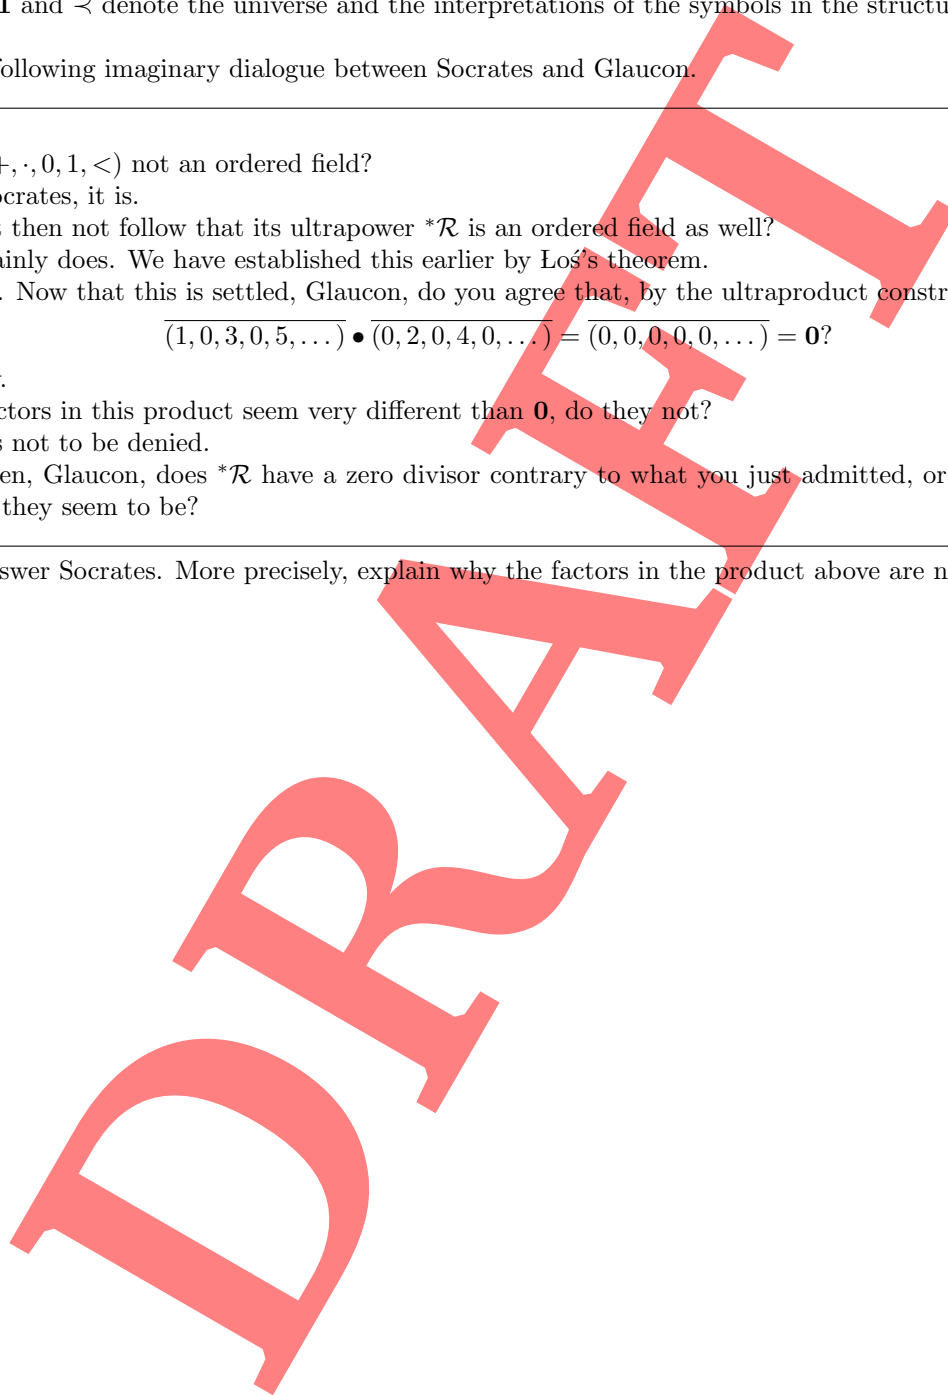 1 and ≺ denote the universe and the interpretations of the symbols in the structu
following imaginary dialogue between Socrates and Glaucon.
+, ·, 0, 1, <) not an ordered field?
ocrates, it is.
t then not follow that its ultrapower *ℛ is an ordered field as well?
ainly does. We have established this earlier by Łoś's theorem.
. Now that this is settled, Glaucon, do you agree that, by the ultraproduct constr
(1, 0, 3, 0, 5, . . . ) • (0, 2, 0, 4, 0, . . . ) = (0, 0, 0, 0, 0, . . . ) = 0?
.
ctors in this product seem very different than 0, do they not?
s not to be denied.
en, Glaucon, does *ℛ have a zero divisor contrary to what you just admitted, or
they seem to be?
swer Socrates. More precisely, explain why the factors in the product above are n
DRAFT